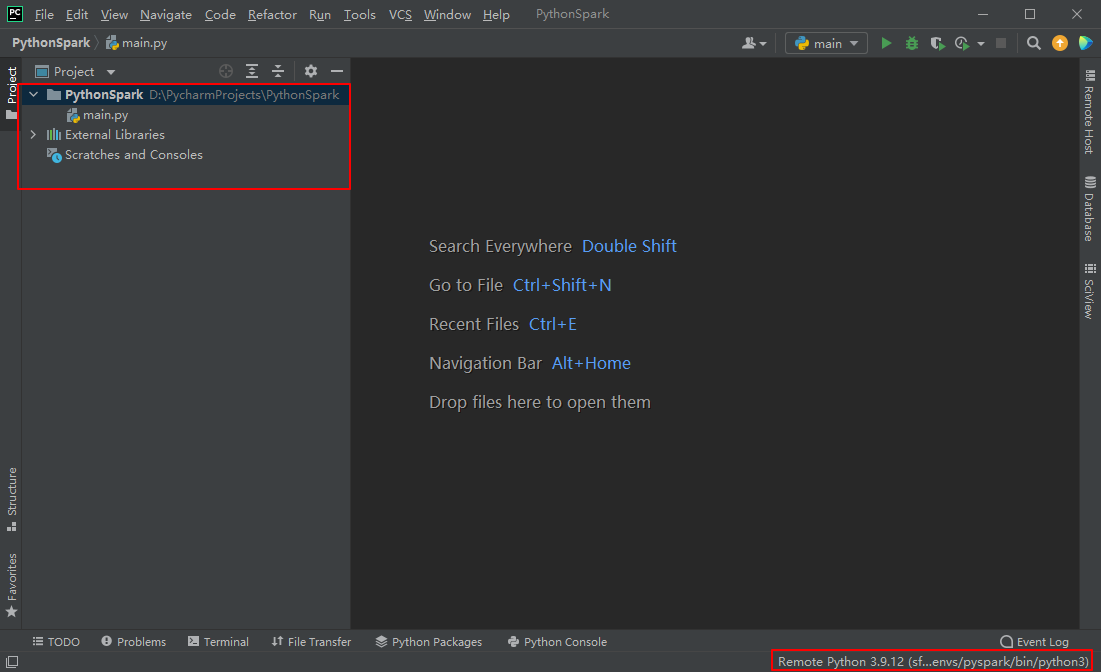 PC File Edit View Navigate Code Refactor Run Tools VCS Window Help PythonSpark
PythonSpark main.py main
Project
Project
PythonSpark D:\PycharmProjects\PythonSpark
main.py
External Libraries
Scratches and Consoles
Search Everywhere Double Shift
Go to File Ctrl+Shift+N
Recent Files Ctrl+E
Navigation Bar Alt+Home
Drop files here to open them
Remote Host
Database
SciView
Structure
Favorites
TODO Problems Terminal File Transfer Python Packages Python Console Event Log
Remote Python 3.9.12 (sf...envs/pyspark/bin/python3)